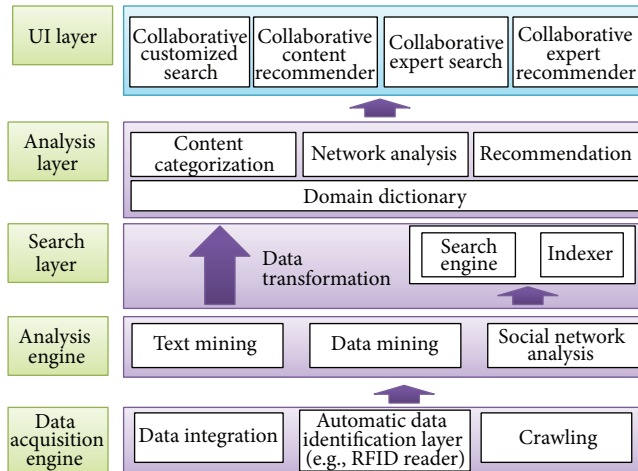 UI layer
Collaborative
customized
search
Collaborative
content
recommender
Collaborative
expert search
Collaborative
expert
recommender
Analysis
layer
Content
categorization
Network analysis
Recommendation
Domain dictionary
Search
layer
Data
transformation
Search
engine
Indexer
Analysis
engine
Text mining
Data mining
Social network
analysis
Data
acquisition
engine
Data integration
Automatic data
identification layer
(e.g., RFID reader)
Crawling